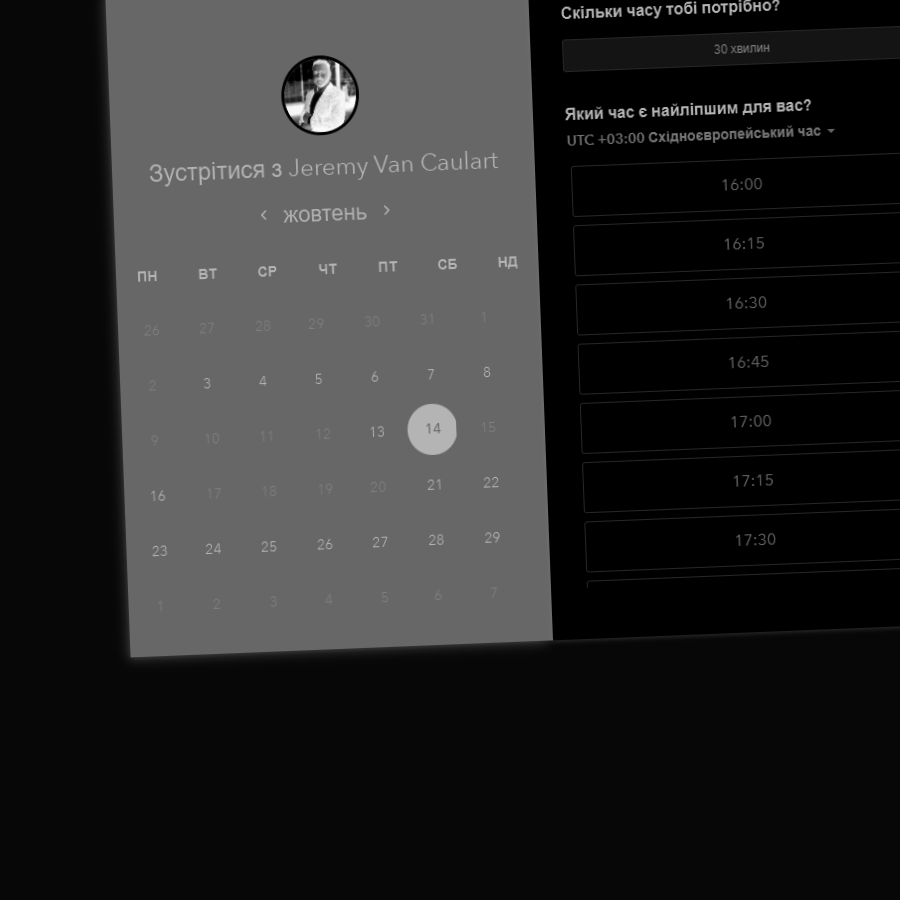 Зустрітися з Jeremy Van Caulart
‹ жовтень ›
ПН ВТ СР ЧТ ПТ СБ НД
26 27 28 29 30 31 1
2 3 4 5 6 7 8
9 10 11 12 13 14 15
16 17 18 19 20 21 22
23 24 25 26 27 28 29
1 2 3 4 5 6 7
Скільки часу тобі потрібно?
30 хвилин
Який час є найліпшим для вас?
UTC +03:00 Східноєвропейський час
16:00
16:15
16:30
16:45
17:00
17:15
17:30